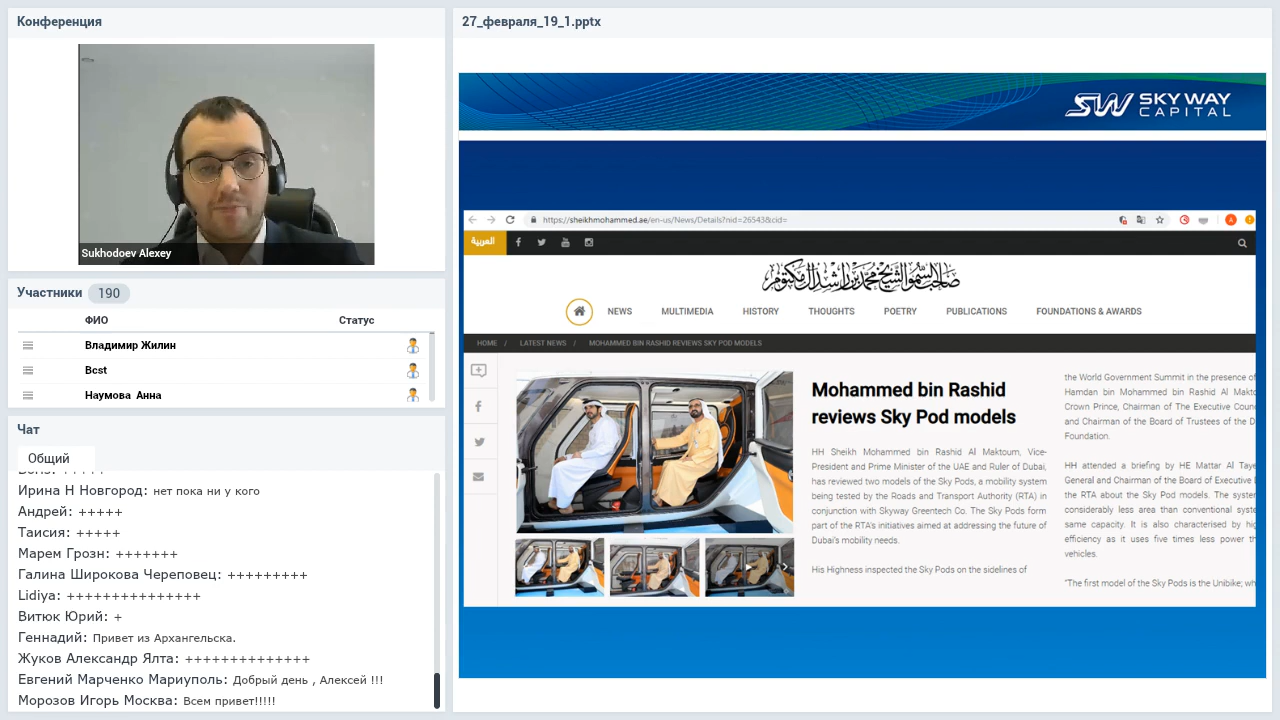 Конференция
Sukhodoev Alexey
Участники 190
ФИО Статус
Владимир Жилин
Bcst
Наумова Анна
Чат
Общий
Ирина Н Новгород: нет пока ни у кого
Андрей: +++++
Таисия: +++++
Марем Грозн: +++++++
Галина Широкова Череповец: +++++++++
Lidiya: +++++++++++++++
Витюк Юрий: +
Геннадий: Привет из Архангельска.
Жуков Александр Ялта: ++++++++++++++
Евгений Марченко Мариуполь: Добрый день , Алексей !!!
Морозов Игорь Москва: Всем привет!!!!!
27_февраля_19_1.pptx
SW SKY WAY
CAPITAL
https://sheikhmohammed.ae/en-us/News/Details?nid=26543&cid=
العربية
NEWS MULTIMEDIA HISTORY THOUGHTS POETRY PUBLICATIONS FOUNDATIONS & AWARDS
HOME / LATEST NEWS / MOHAMMED BIN RASHID REVIEWS SKY POD MODELS
Mohammed bin Rashid
reviews Sky Pod models
HH Sheikh Mohammed bin Rashid Al Maktoum, Vice-
President and Prime Minister of the UAE and Ruler of Dubai,
has reviewed two models of the Sky Pods, a mobility system
being tested by the Roads and Transport Authority (RTA) in
conjunction with Skyway Greentech Co. The Sky Pods form
part of the RTA's initiatives aimed at addressing the future of
Dubai's mobility needs.
His Highness inspected the Sky Pods on the sidelines of
the World Government Summit in the presence of
Hamdan bin Mohammed bin Rashid Al Makto
Crown Prince, Chairman of The Executive Coun
and Chairman of the Board of Trustees of the D
Foundation.
HH attended a briefing by HE Mattar Al Taye
General and Chairman of the Board of Executive
the RTA about the Sky Pod models. The system
considerably less area than conventional syste
same capacity. It is also characterised by hig
efficiency as it uses five times less power th
vehicles.
"The first model of the Sky Pods is the Unibike; wh